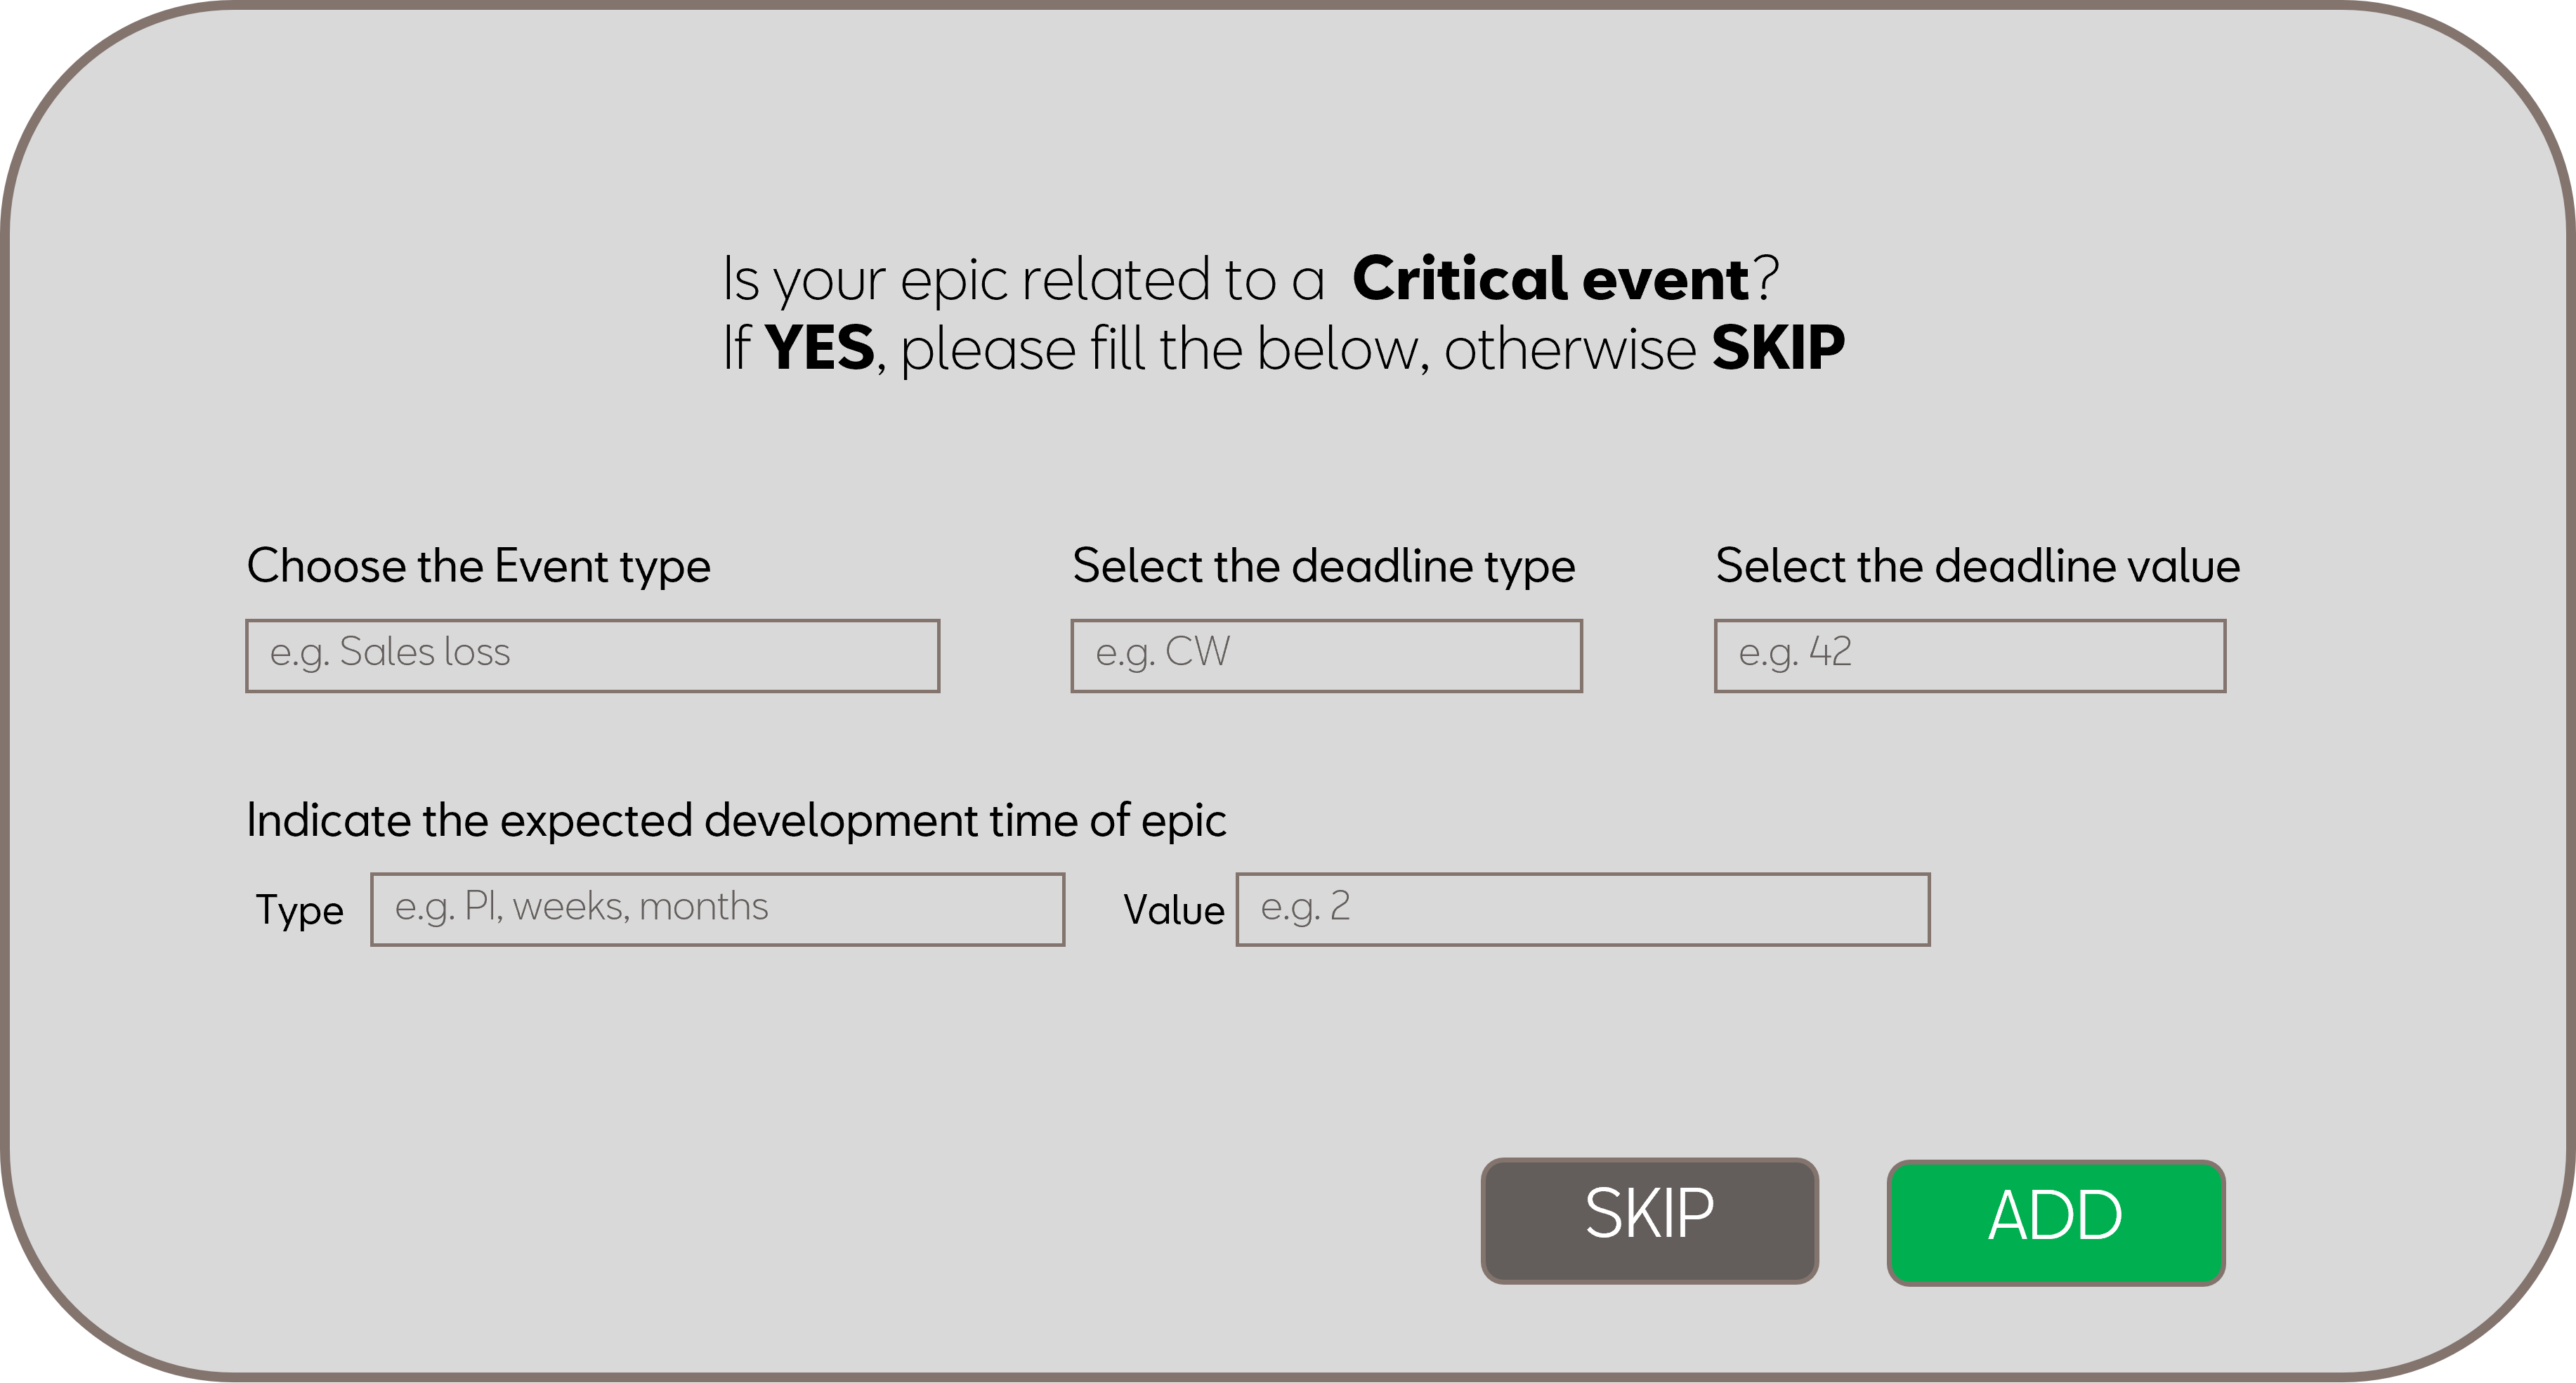 Is your epic related to a Critical event?
If YES, please fill the below, otherwise SKIP
Choose the Event type
Select the deadline type
Select the deadline value
e.g. Sales loss
e.g. CW
e.g. 42
Indicate the expected development time of epic
Type
e.g. PI, weeks, months
Value
e.g. 2
SKIP
ADD